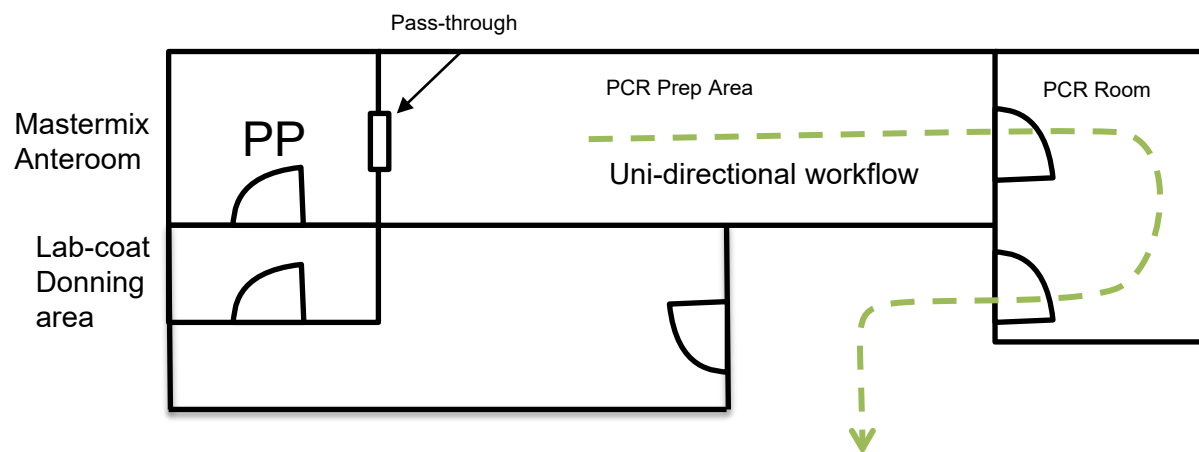 Pass-through
PCR Prep Area
PCR Room
Mastermix
Anteroom
PP
Uni-directional workflow
Lab-coat
Donning
area